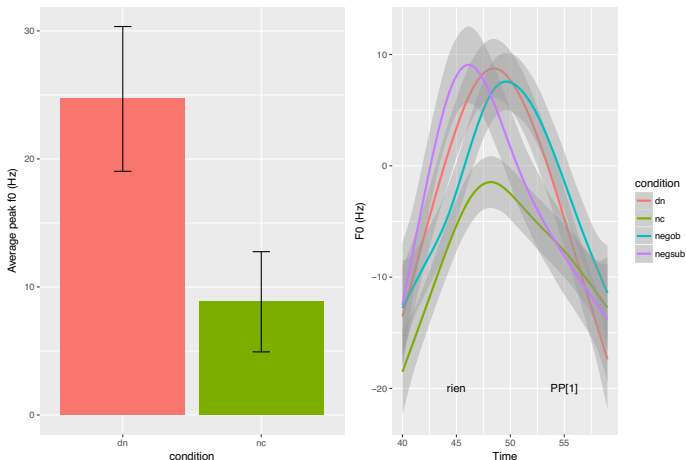 30
20
10
0
Average peak f0 (Hz)
dn
nc
condition
10
0
−10
−20
F0 (Hz)
rien
PP[1]
40
45
50
55
Time
condition
dn
nc
negob
negsub